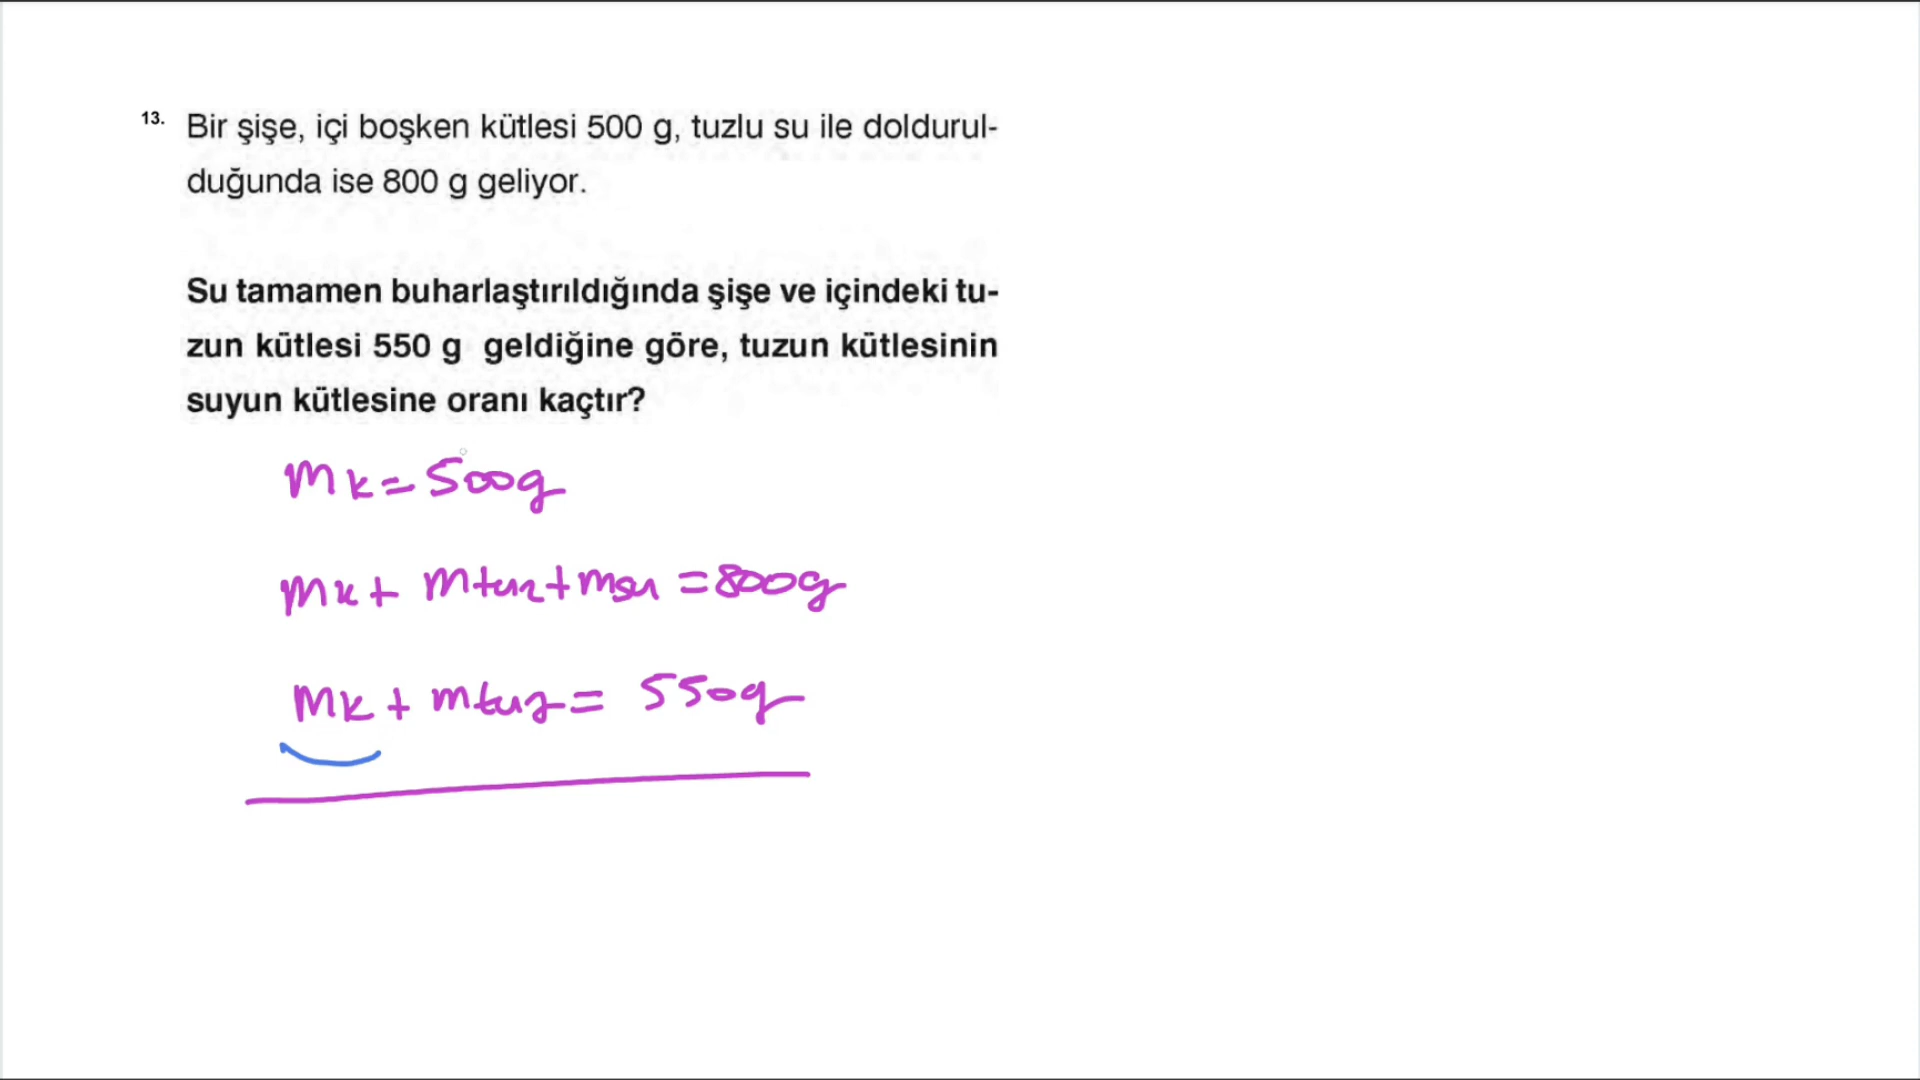 13. Bir şişe, içi boşken kütlesi 500 g, tuzlu su ile doldurul-
duğunda ise 800 g geliyor.
Su tamamen buharlaştırıldığında şişe ve içindeki tu-
zun kütlesi 550 g geldiğine göre, tuzun kütlesinin
suyun kütlesine oranı kaçtır?
mk = 500g
mk + mtuz + msu = 800g
mk + mtuz = 550g